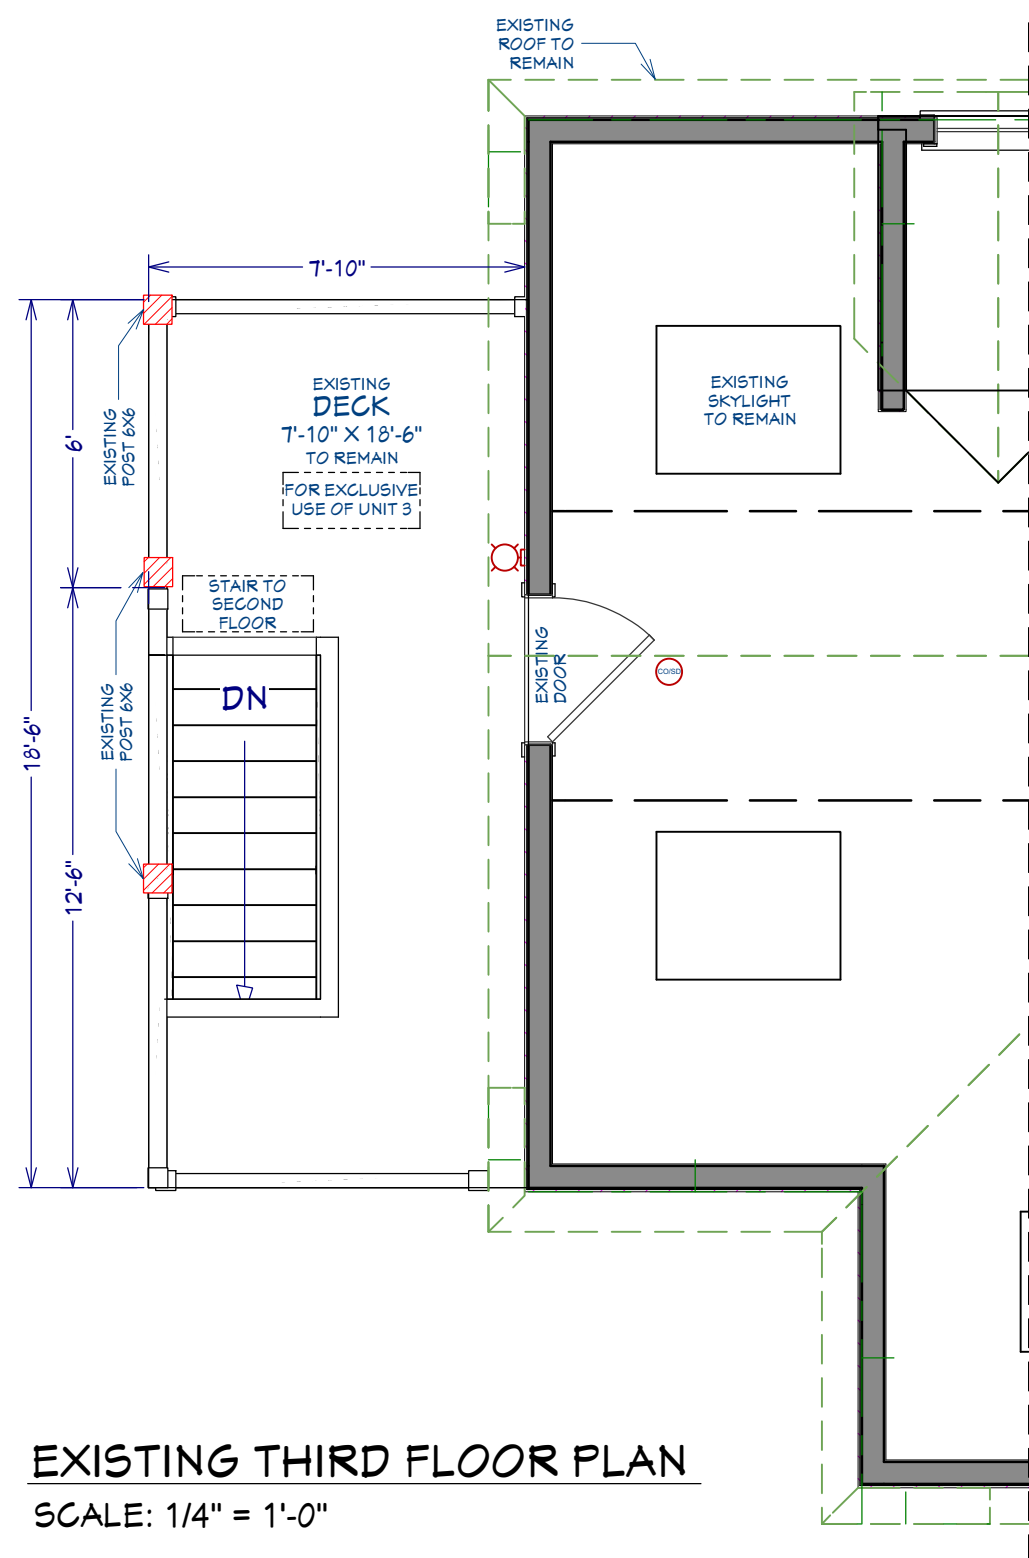 EXISTING
ROOF TO
REMAIN
7'-10"
EXISTING
DECK
7'-10" X 18'-6"
TO REMAIN
FOR EXCLUSIVE
USE OF UNIT 3
EXISTING
SKYLIGHT
TO REMAIN
EXISTING
POST 6X6
6'
STAIR TO
SECOND
FLOOR
DN
EXISTING
DOOR
CO/SD
EXISTING
POST 6X6
18'-6"
12'-6"
EXISTING THIRD FLOOR PLAN
SCALE: 1/4" = 1'-0"